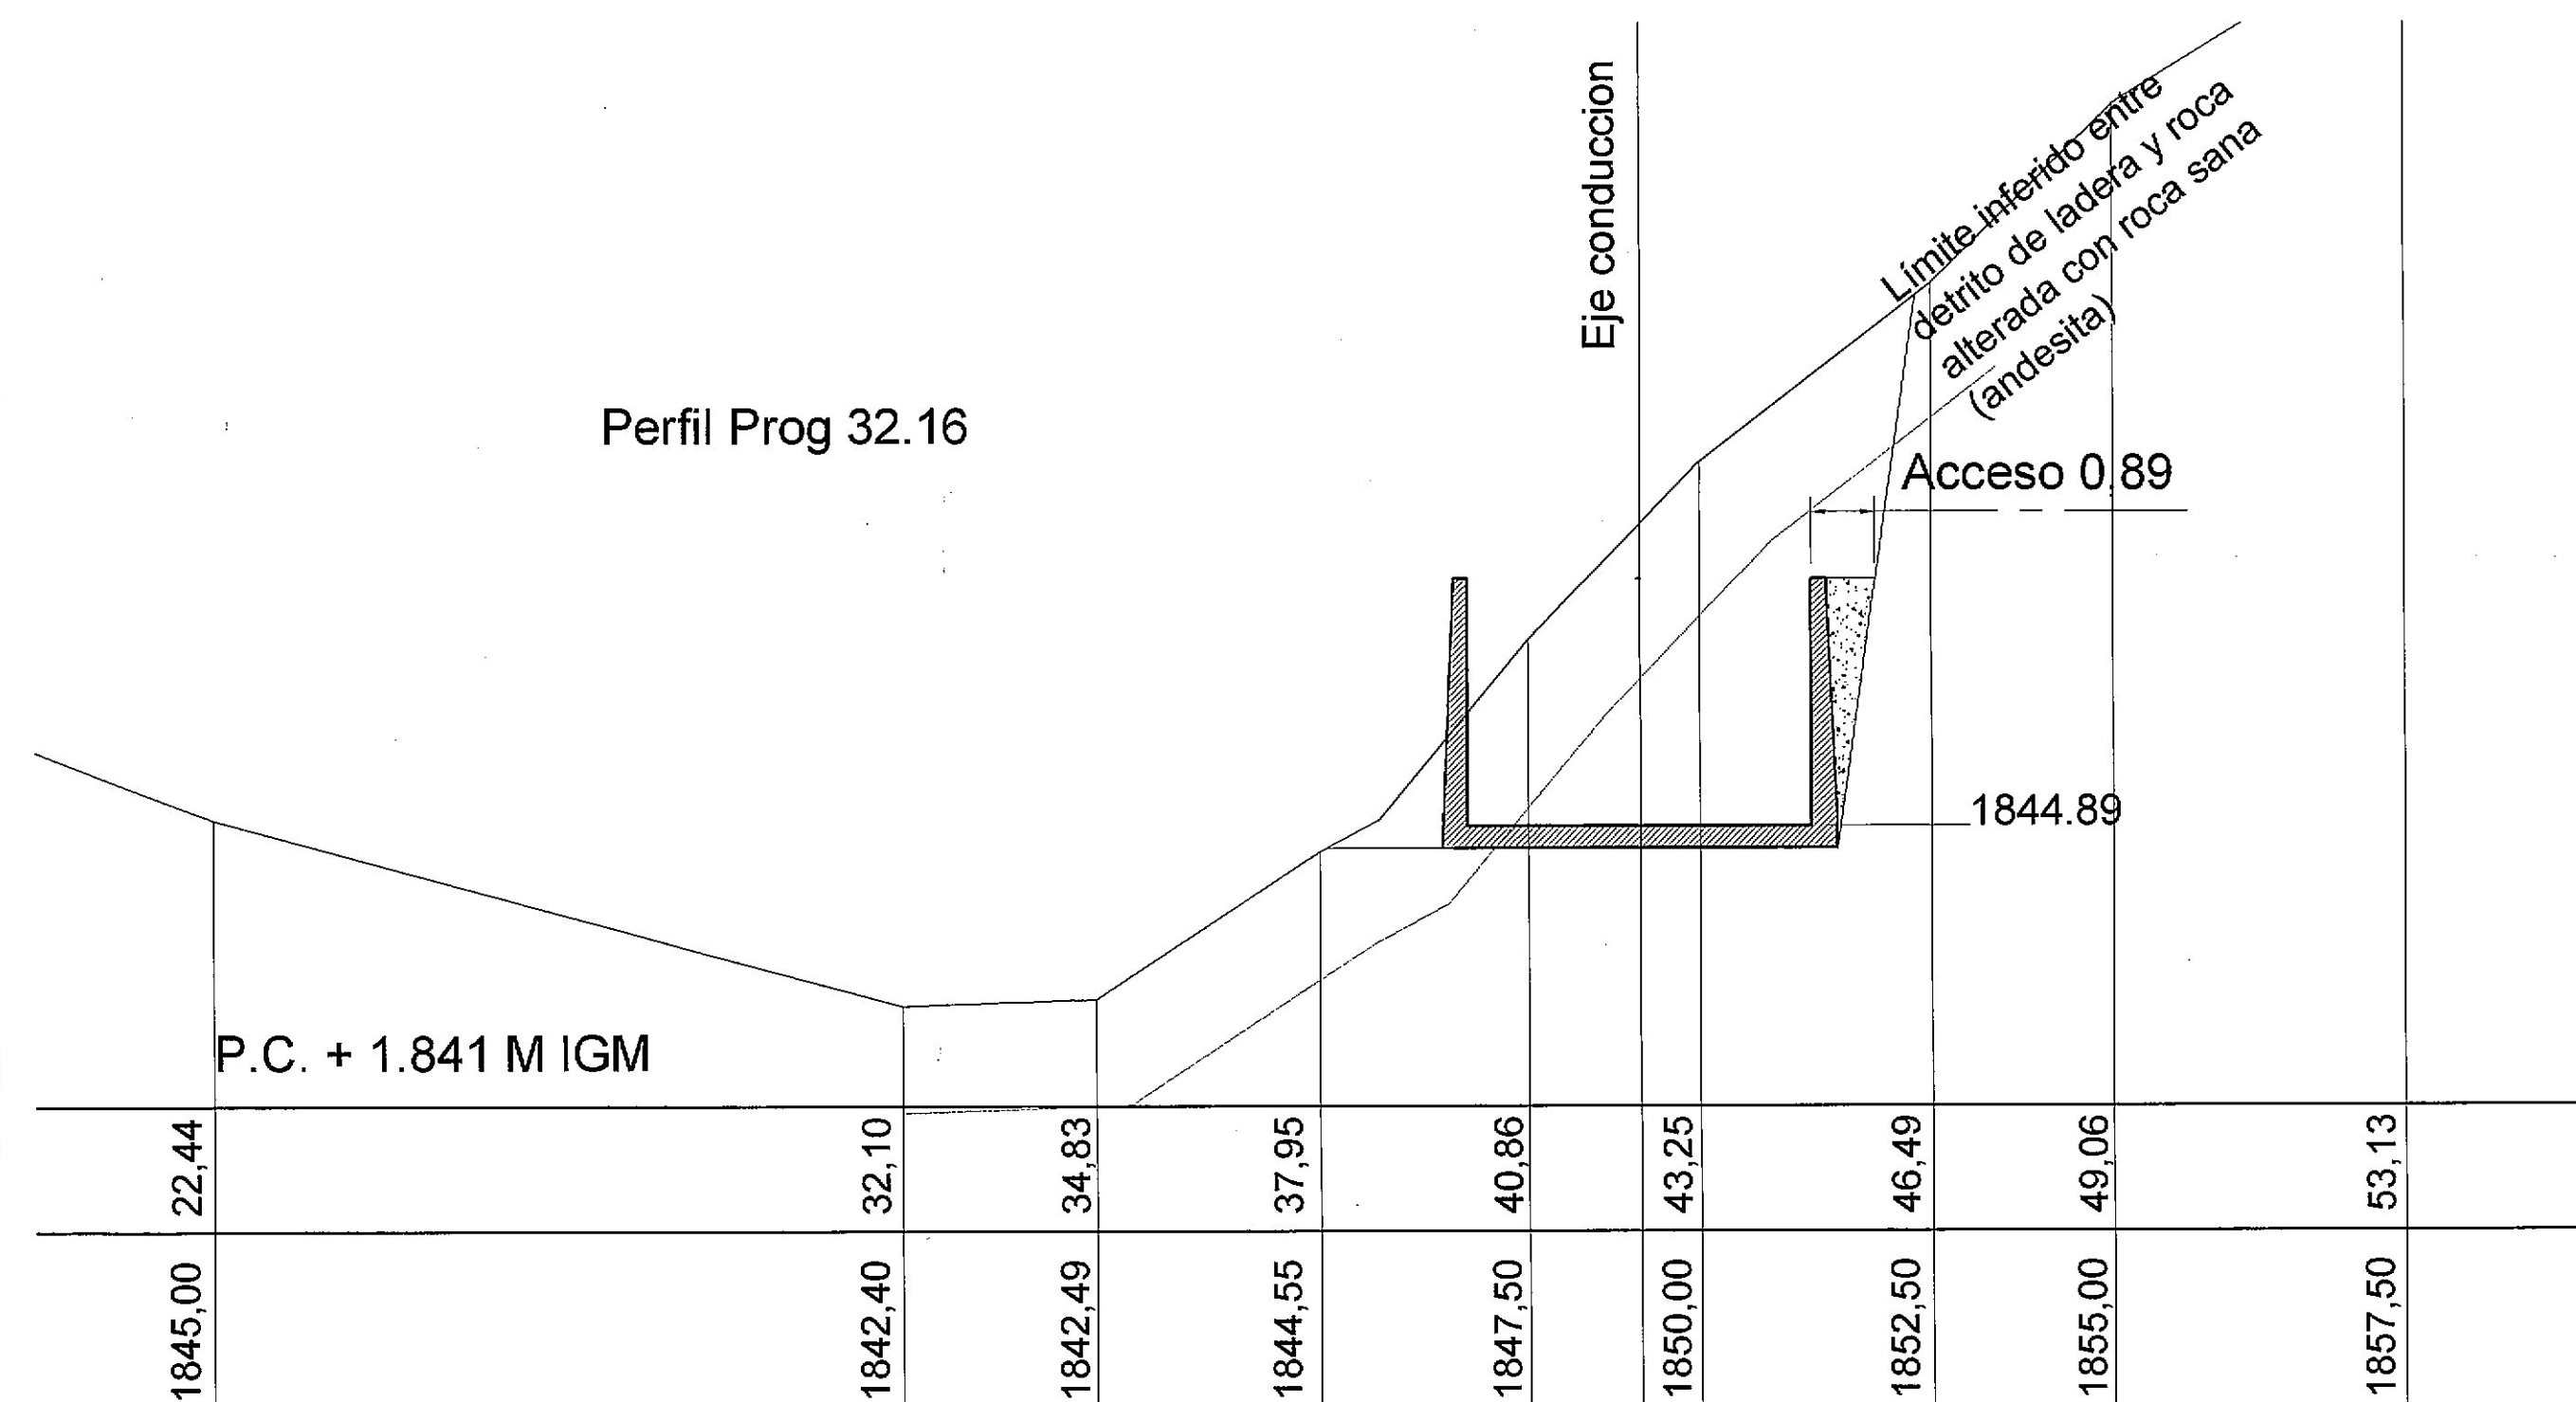 Eje conduccion
Límite inferido entre
detrito de ladera y roca
alterada con roca sana
(andesita)
Perfil Prog 32.16
Acceso 0.89
1844.89
P.C. + 1.841 M IGM
22,44
32,10
34,83
37,95
40,86
43,25
46,49
49,06
53,13
1845,00
1842,40
1842,49
1844,55
1847,50
1850,00
1852,50
1855,00
1857,50